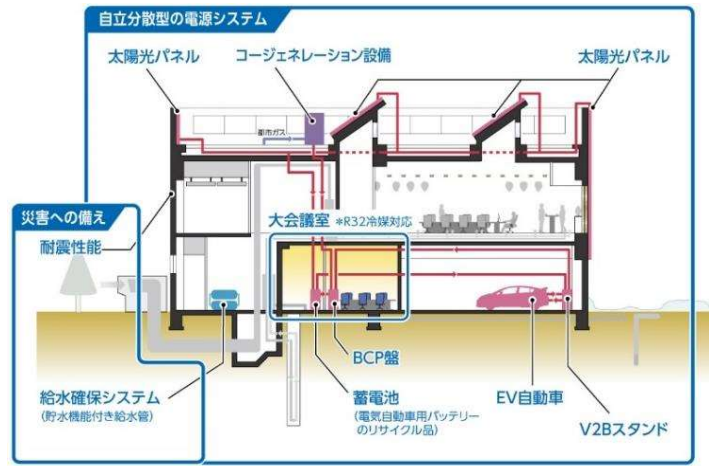 自立分散型の電源システム
太陽光パネル
コージェネレーション設備
太陽光パネル
都市ガス
災害への備え
耐震性能
大会議室 *R32冷媒対応
BCP盤
給水確保システム
(貯水機能付き給水管)
蓄電池
(電気自動車用バッテリー
のリサイクル品)
EV自動車
V2Bスタンド